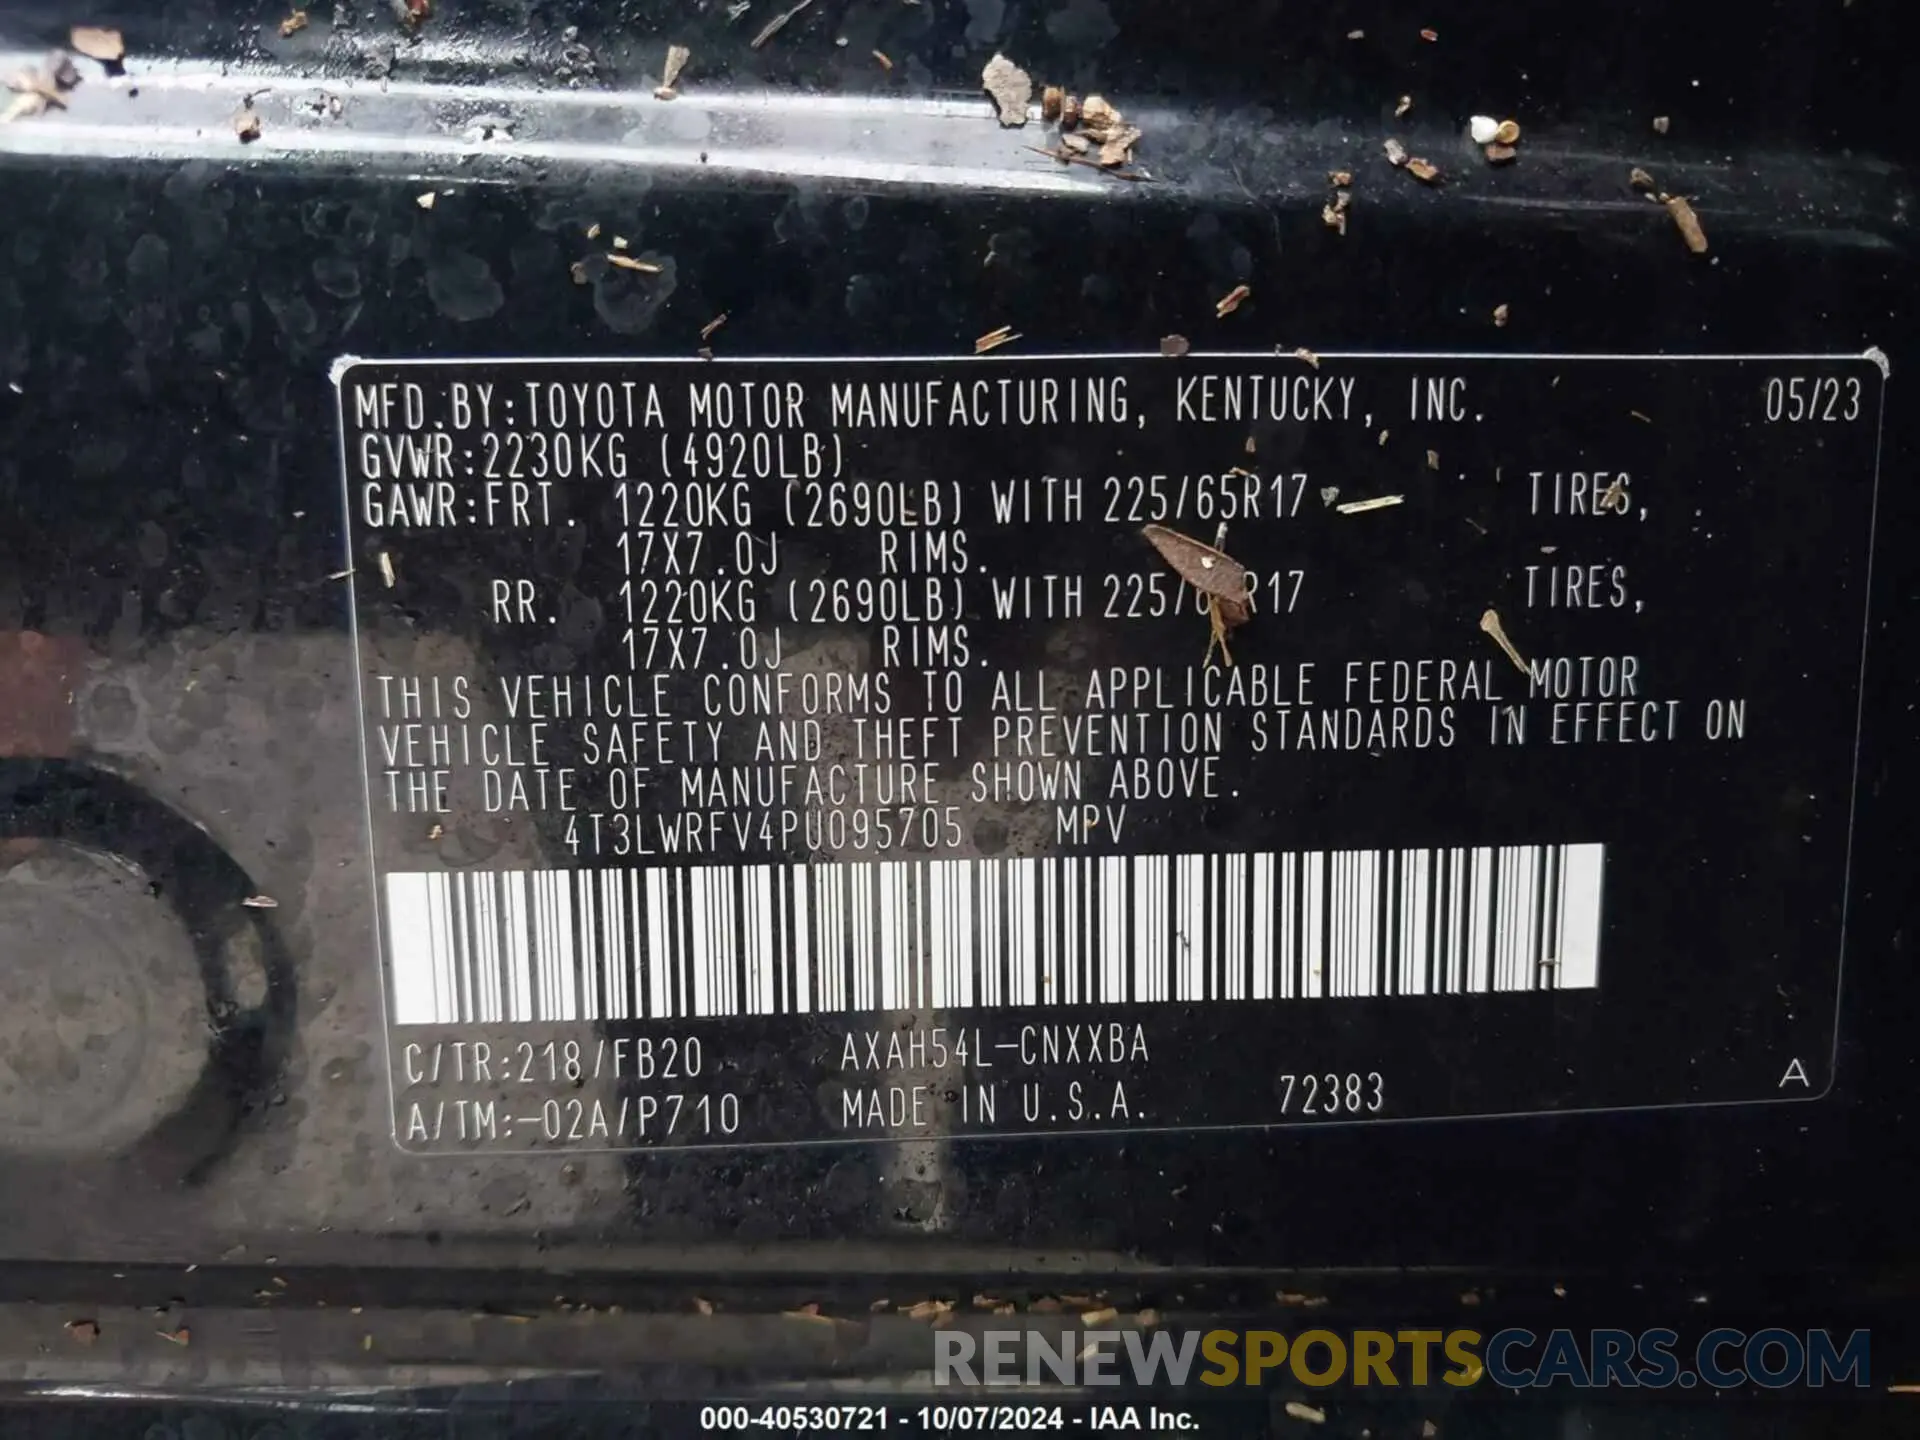 MFD.BY:TOYOTA MOTOR MANUFACTURING, KENTUCKY, INC. 05/23
GVWR:2230KG (4920LB)
GAWR:FRT. 1220KG (2690LB) WITH 225/65R17 TIRES,
17X7.0J RIMS.
RR. 1220KG (2690LB) WITH TIRES,
17X7.0J RIMS.
THIS VEHICLE CONFORMS TO ALL APPLICABLE FEDERAL MOTOR
VEHICLE SAFETY AND THEFT PREVENTION STANDARDS IN EFFECT ON
THE DATE OF MANUFACTURE SHOWN ABOVE.
4T3LWRFV4PU095705 MPV
C/TR:218/FB20 AXAH54L-CNXXBA
A/TM:-02A/P710 MADE IN U.S.A. 72383 A
RENEWSPORTSCARS.COM
000-40530721 - 10/07/2024 - IAA Inc.